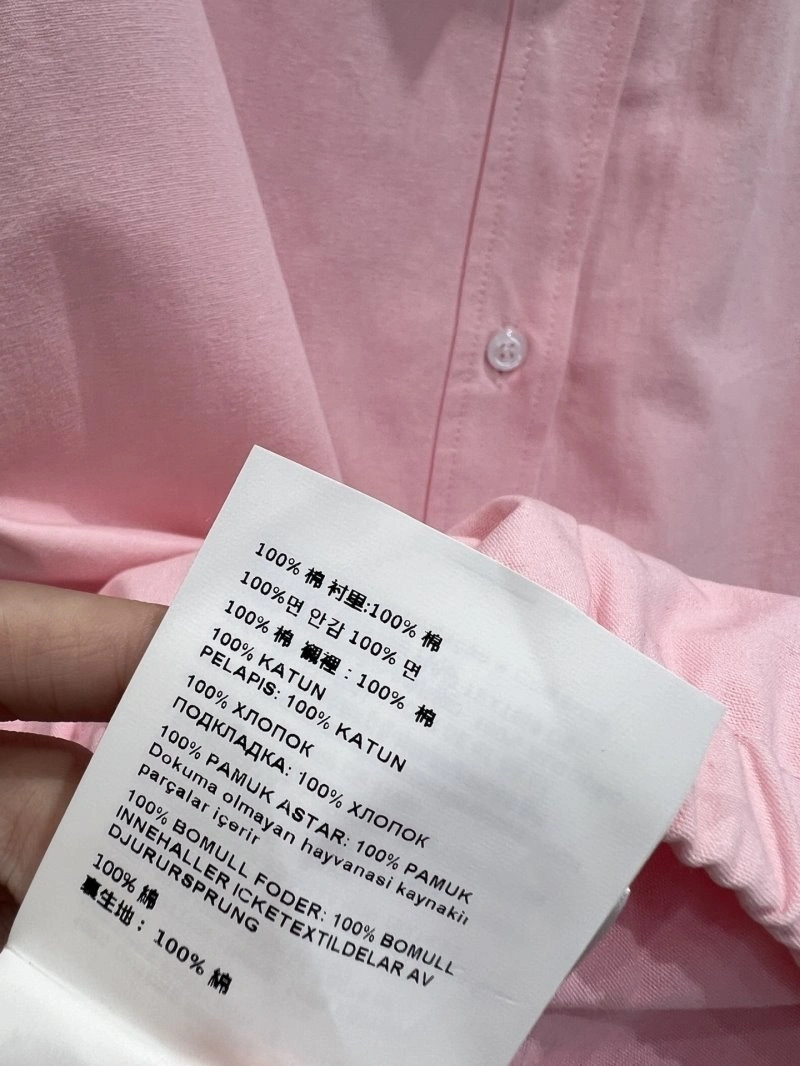 100% 棉 衬里:100% 棉
100%면 안감 100% 면
100% 棉 襯裡：100% 棉
100% KATUN
PELAPIS: 100% KATUN
100% ХЛОПОК
ПОДКЛАДКА: 100% ХЛОПОК
100% PAMUK ASTAR: 100% PAMUK
Dokuma olmayan hayvanasi kaynakiı
parçalar içerir
100% BOMULL FODER: 100% BOMULL
INNEHALLER ICKETEXTILDELAR AV
DJURURSPRUNG
100% 綿
裏生地：100% 綿